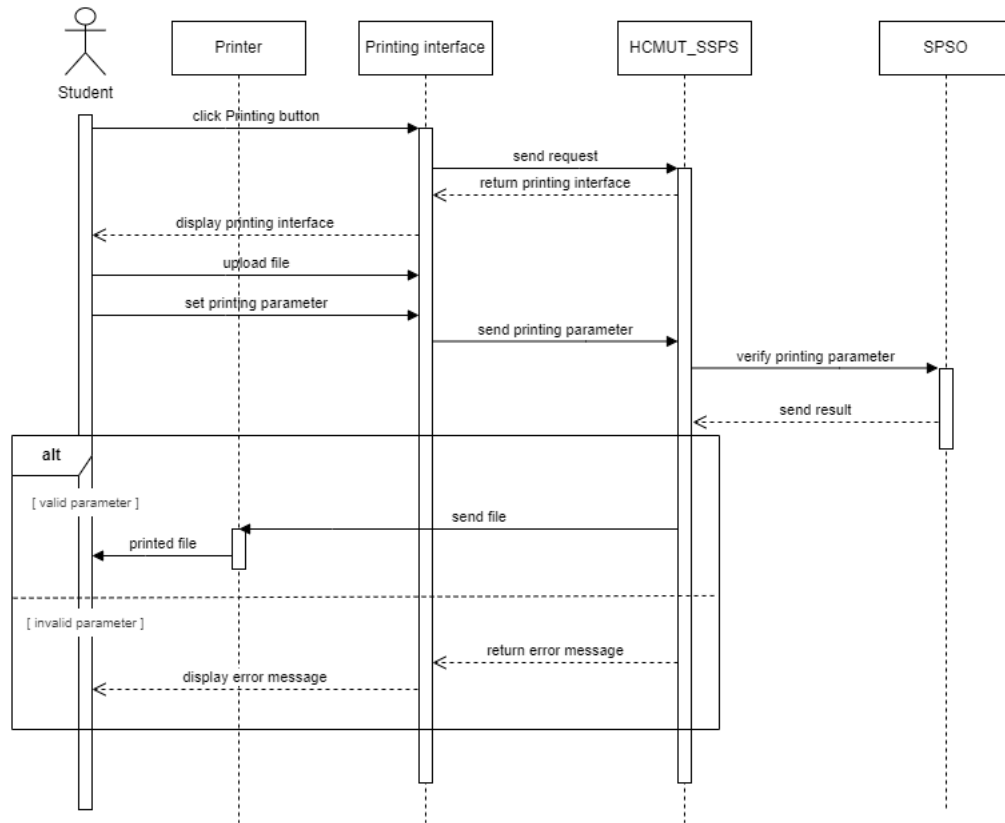 Printer
Printing interface
HCMUT_SSPS
SPSO
Student
click Printing button
send request
return printing interface
display printing interface
upload file
set printing parameter
send printing parameter
verify printing parameter
send result
alt
[ valid parameter ]
send file
printed file
[ invalid parameter ]
return error message
display error message